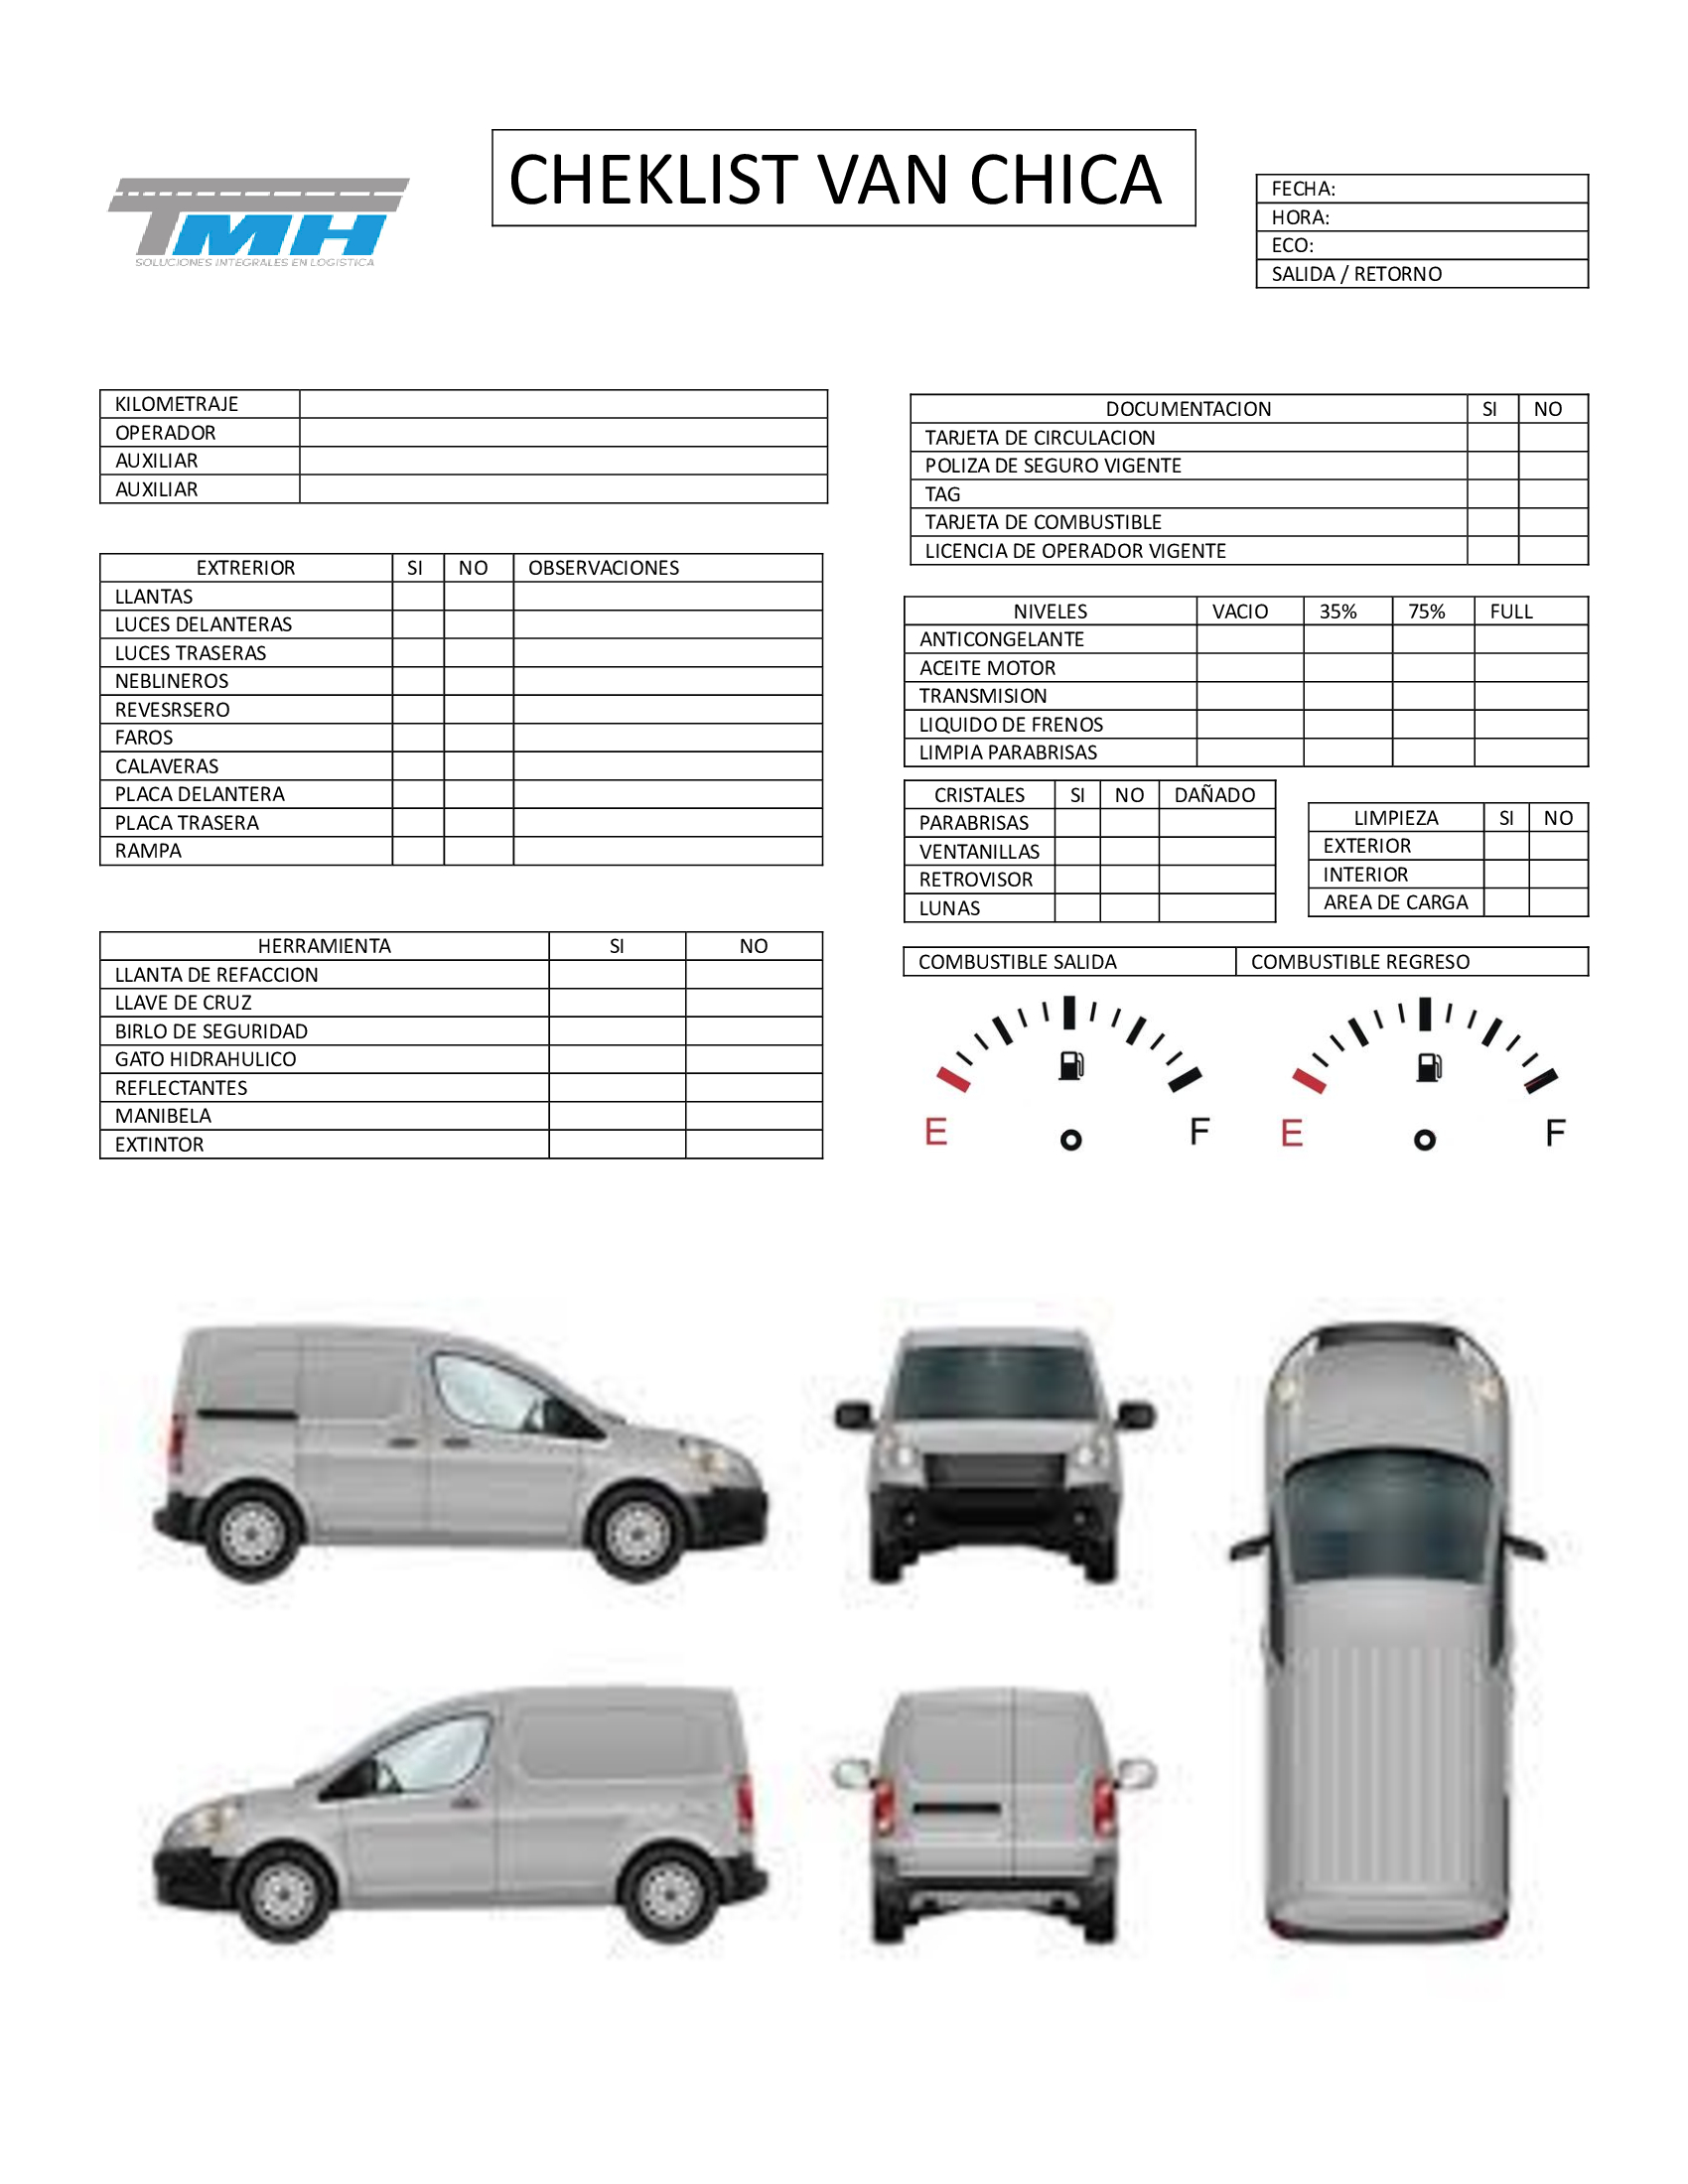 CHEKLIST VAN CHICA
TMH
SOLUCIONES INTEGRALES EN LOGISTICA
FECHA:
HORA:
ECO:
SALIDA / RETORNO
KILOMETRAJE
OPERADOR
AUXILIAR
AUXILIAR
DOCUMENTACION SI NO
TARJETA DE CIRCULACION
POLIZA DE SEGURO VIGENTE
TAG
TARJETA DE COMBUSTIBLE
LICENCIA DE OPERADOR VIGENTE
EXTRERIOR SI NO OBSERVACIONES
LLANTAS
LUCES DELANTERAS
LUCES TRASERAS
NEBLINEROS
REVESRSERO
FAROS
CALAVERAS
PLACA DELANTERA
PLACA TRASERA
RAMPA
NIVELES VACIO 35% 75% FULL
ANTICONGELANTE
ACEITE MOTOR
TRANSMISION
LIQUIDO DE FRENOS
LIMPIA PARABRISAS
CRISTALES SI NO DAÑADO
PARABRISAS
VENTANILLAS
RETROVISOR
LUNAS
LIMPIEZA SI NO
EXTERIOR
INTERIOR
AREA DE CARGA
HERRAMIENTA SI NO
LLANTA DE REFACCION
LLAVE DE CRUZ
BIRLO DE SEGURIDAD
GATO HIDRAHULICO
REFLECTANTES
MANIBELA
EXTINTOR
COMBUSTIBLE SALIDA COMBUSTIBLE REGRESO
E F E F